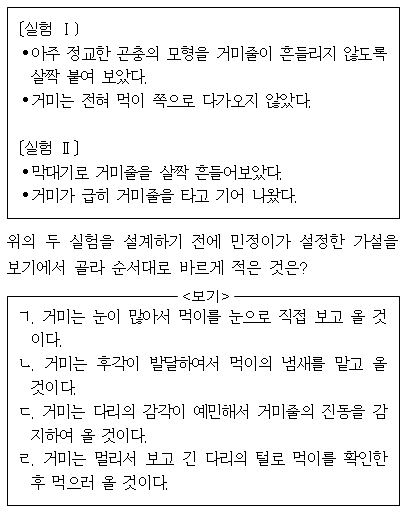 [실험 Ⅰ]
•아주 정교한 곤충의 모형을 거미줄이 흔들리지 않도록
살짝 붙여 보았다.
•거미는 전혀 먹이 쪽으로 다가오지 않았다.
[실험 Ⅱ]
•막대기로 거미줄을 살짝 흔들어보았다.
•거미가 급히 거미줄을 타고 기어 나왔다.
위의 두 실험을 설계하기 전에 민정이가 설정한 가설을
보기에서 골라 순서대로 바르게 적은 것은?
<보기>
ㄱ. 거미는 눈이 많아서 먹이를 눈으로 직접 보고 올 것
이다.
ㄴ. 거미는 후각이 발달하여서 먹이의 냄새를 맡고 올
것이다.
ㄷ. 거미는 다리의 감각이 예민해서 거미줄의 진동을 감
지하여 올 것이다.
ㄹ. 거미는 멀리서 보고 긴 다리의 털로 먹이를 확인한
후 먹으러 올 것이다.